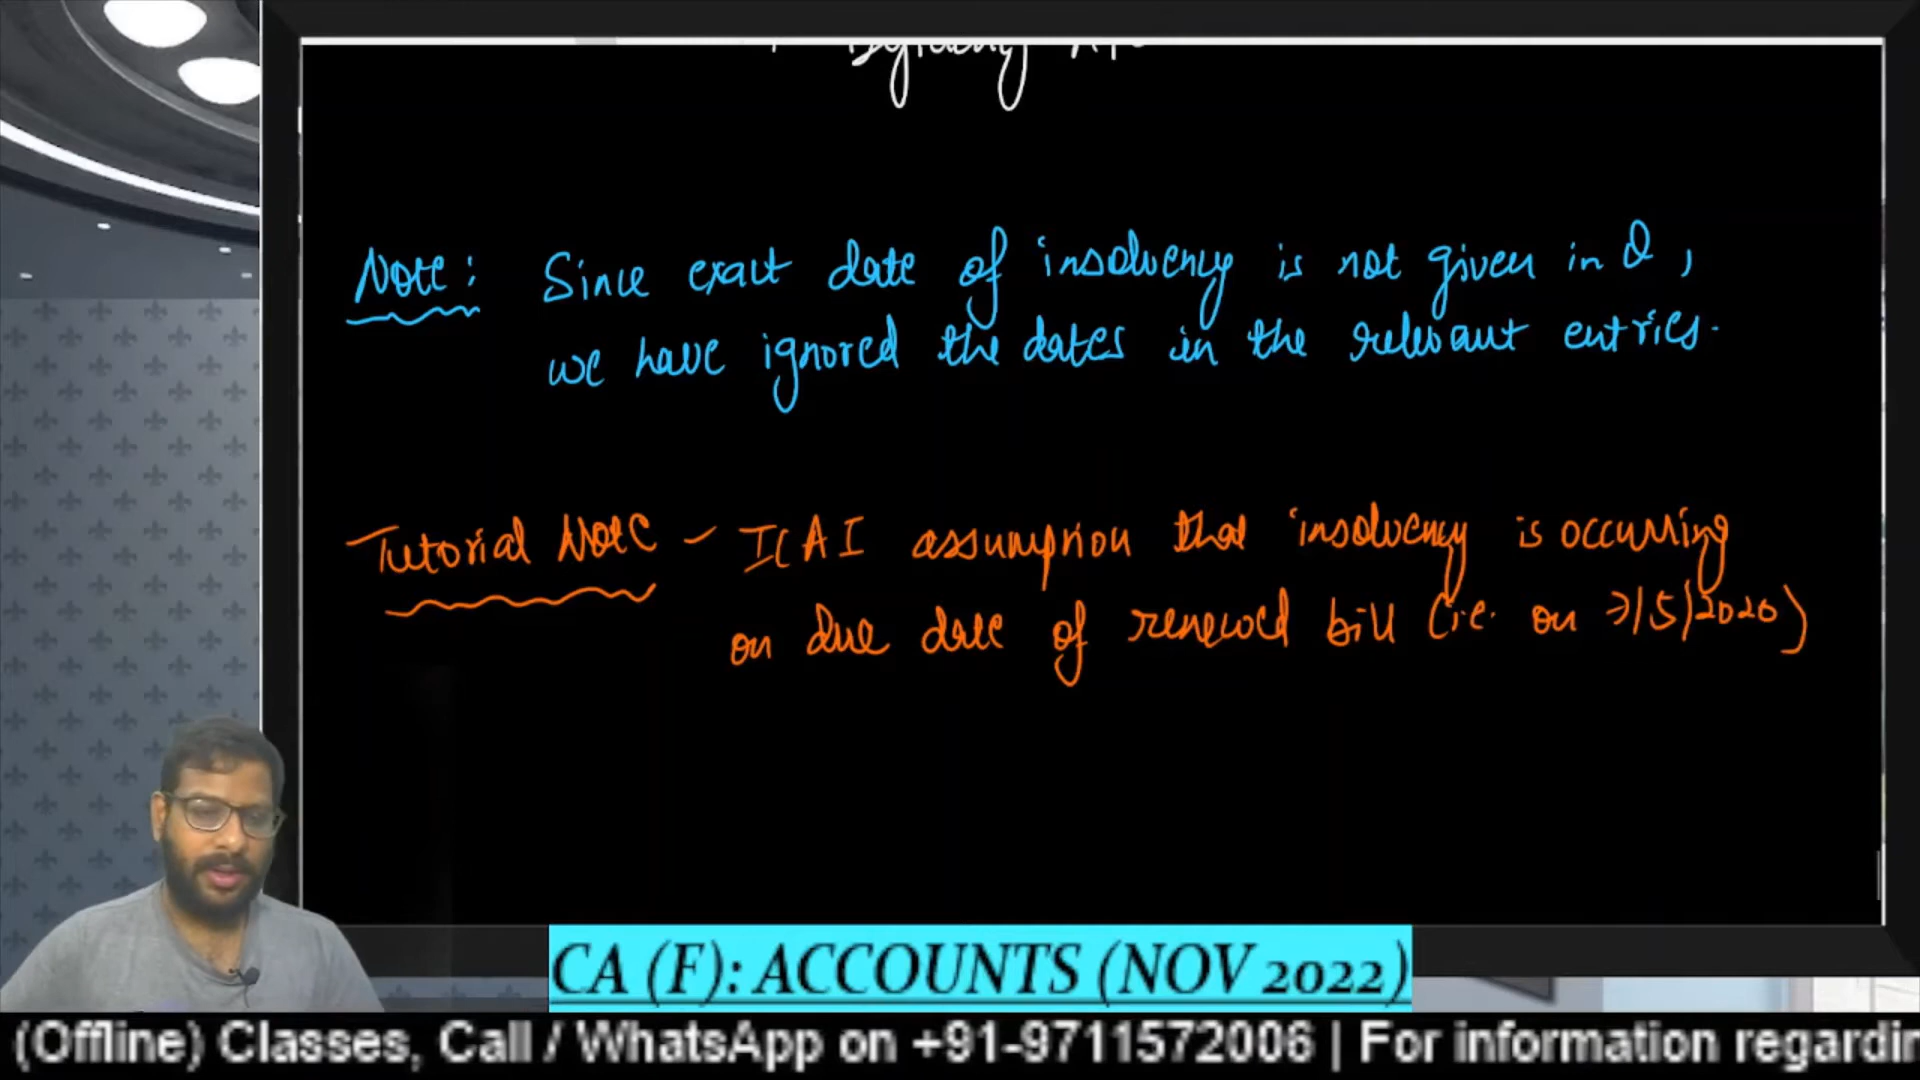 Note: Since exact date of insolvency is not given in Q,
we have ignored the dates in the relevant entries.
Tutorial Note - ICAI assumption that insolvency is occurring
on due date of renewed bill (i.e. on 7/5/2020)
CA (F): ACCOUNTS (NOV 2022)
(Offline) Classes, Call / WhatsApp on +91-9711572006 | For information regardin